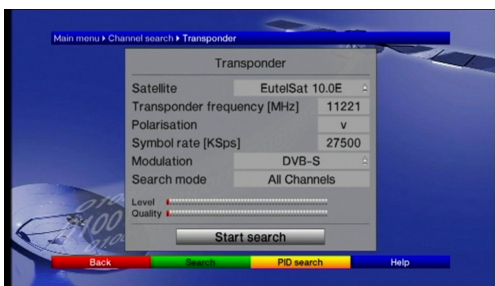 Main menu ▸ Channel search ▸ Transponder
Transponder
Satellite EutelSat 10.0E
Transponder frequency [MHz] 11221
Polarisation v
Symbol rate [KSps] 27500
Modulation DVB-S
Search mode All Channels
Level
Quality
Start search
Back Search PID search Help